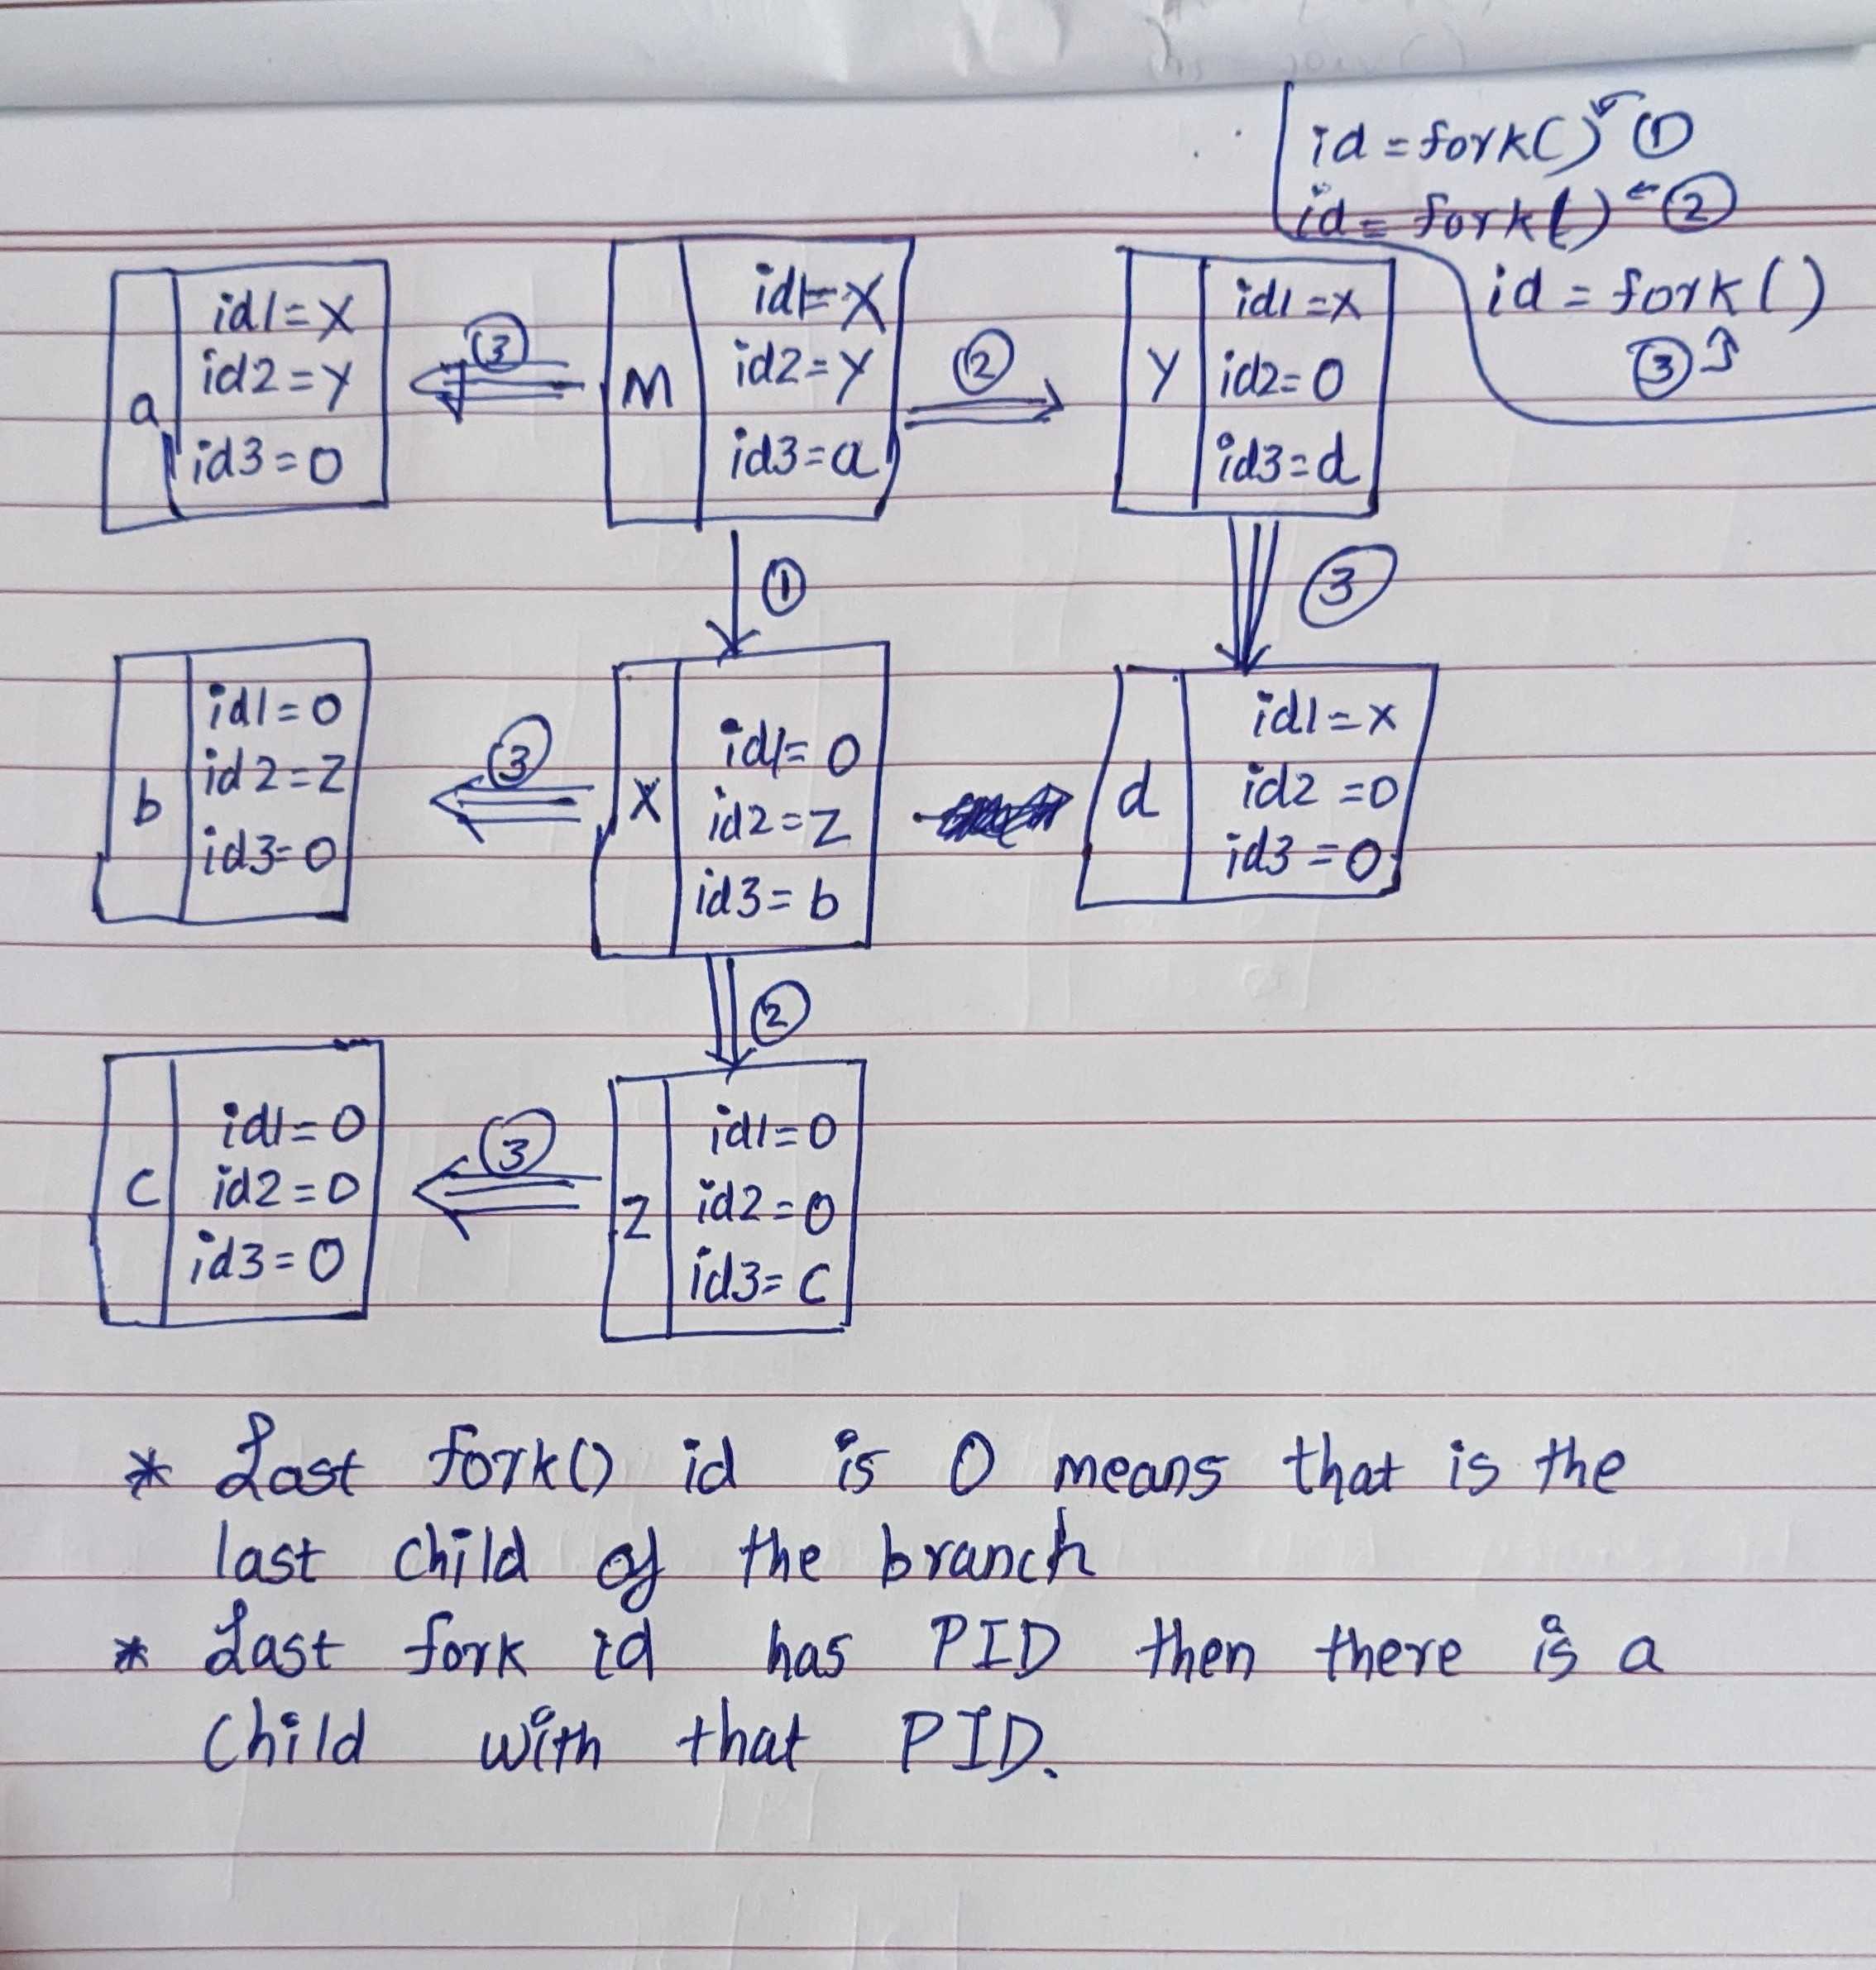 id = fork() ①
id = fork() ②
id = fork()
③
a
id1=X
id2=Y
id3=0
③
M
id1=X
id2=Y
id3=a
②
Y
id1=X
id2=0
id3=d
①
③
b
id1=0
id2=Z
id3=0
③
X
id1=0
id2=Z
id3=b
d
id1=X
id2=0
id3=0
②
C
id1=0
id2=0
id3=0
③
Z
id1=0
id2=0
id3=C
* Last fork() id is 0 means that is the
last child of the branch
* Last fork id has PID then there is a
Child with that PID.